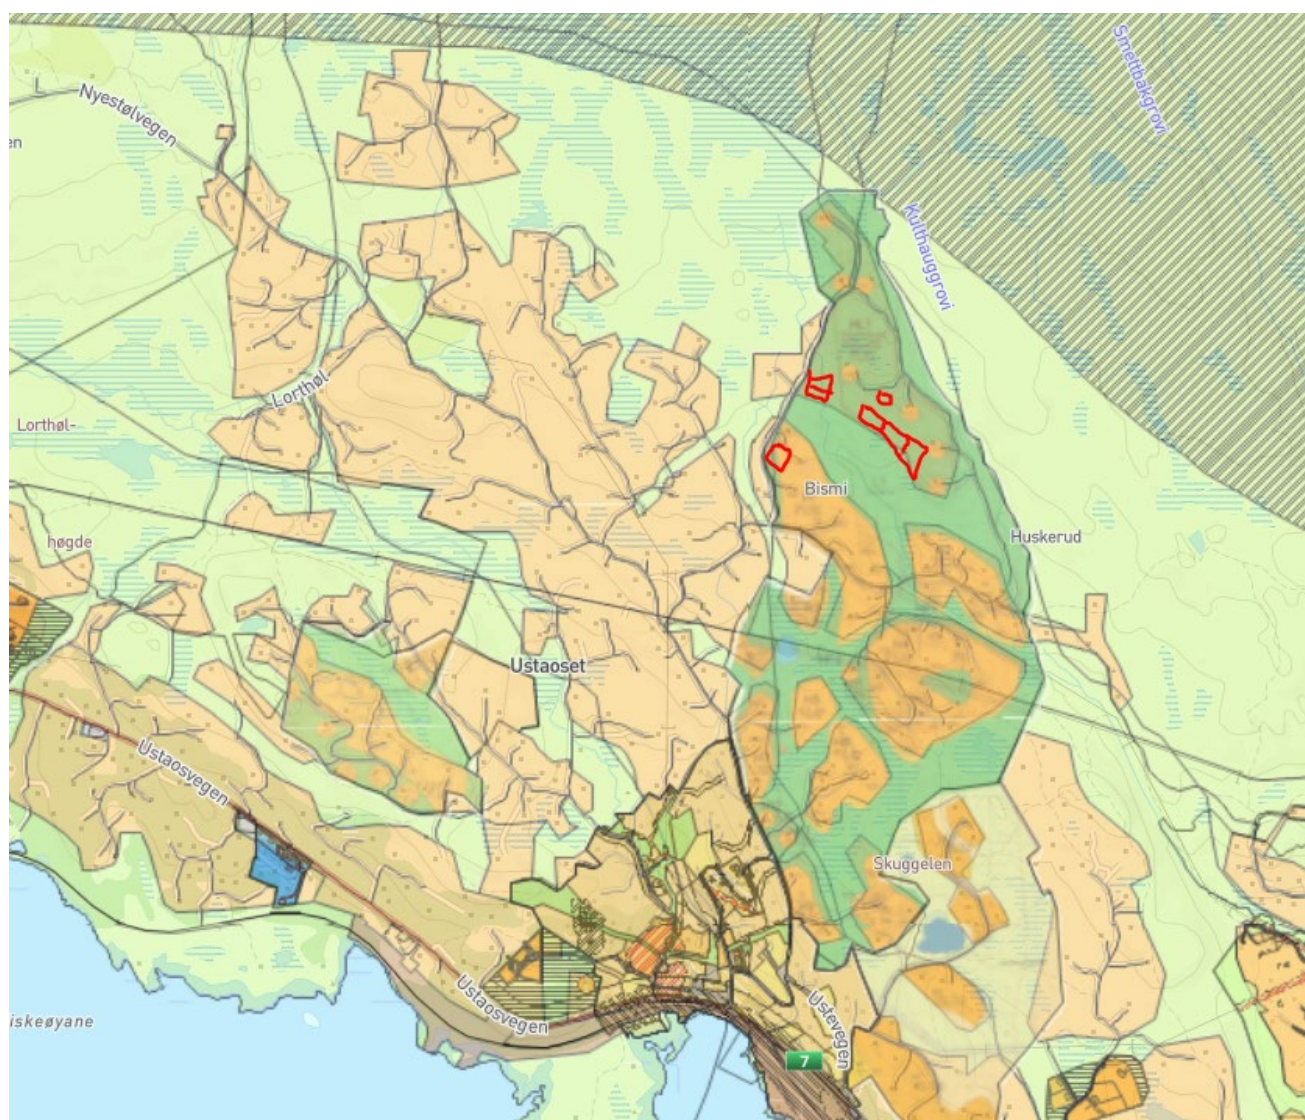 Smettbakgrovi
Nyestølvegen
en
Kulthauggrovi
Lorthøl
Lorthøl-
Bismi
høgde
Huskerud
Ustaoset
Ustaosvegen
Skuggelen
Ustaosvegen
Ustevegen
iskeøyane
7